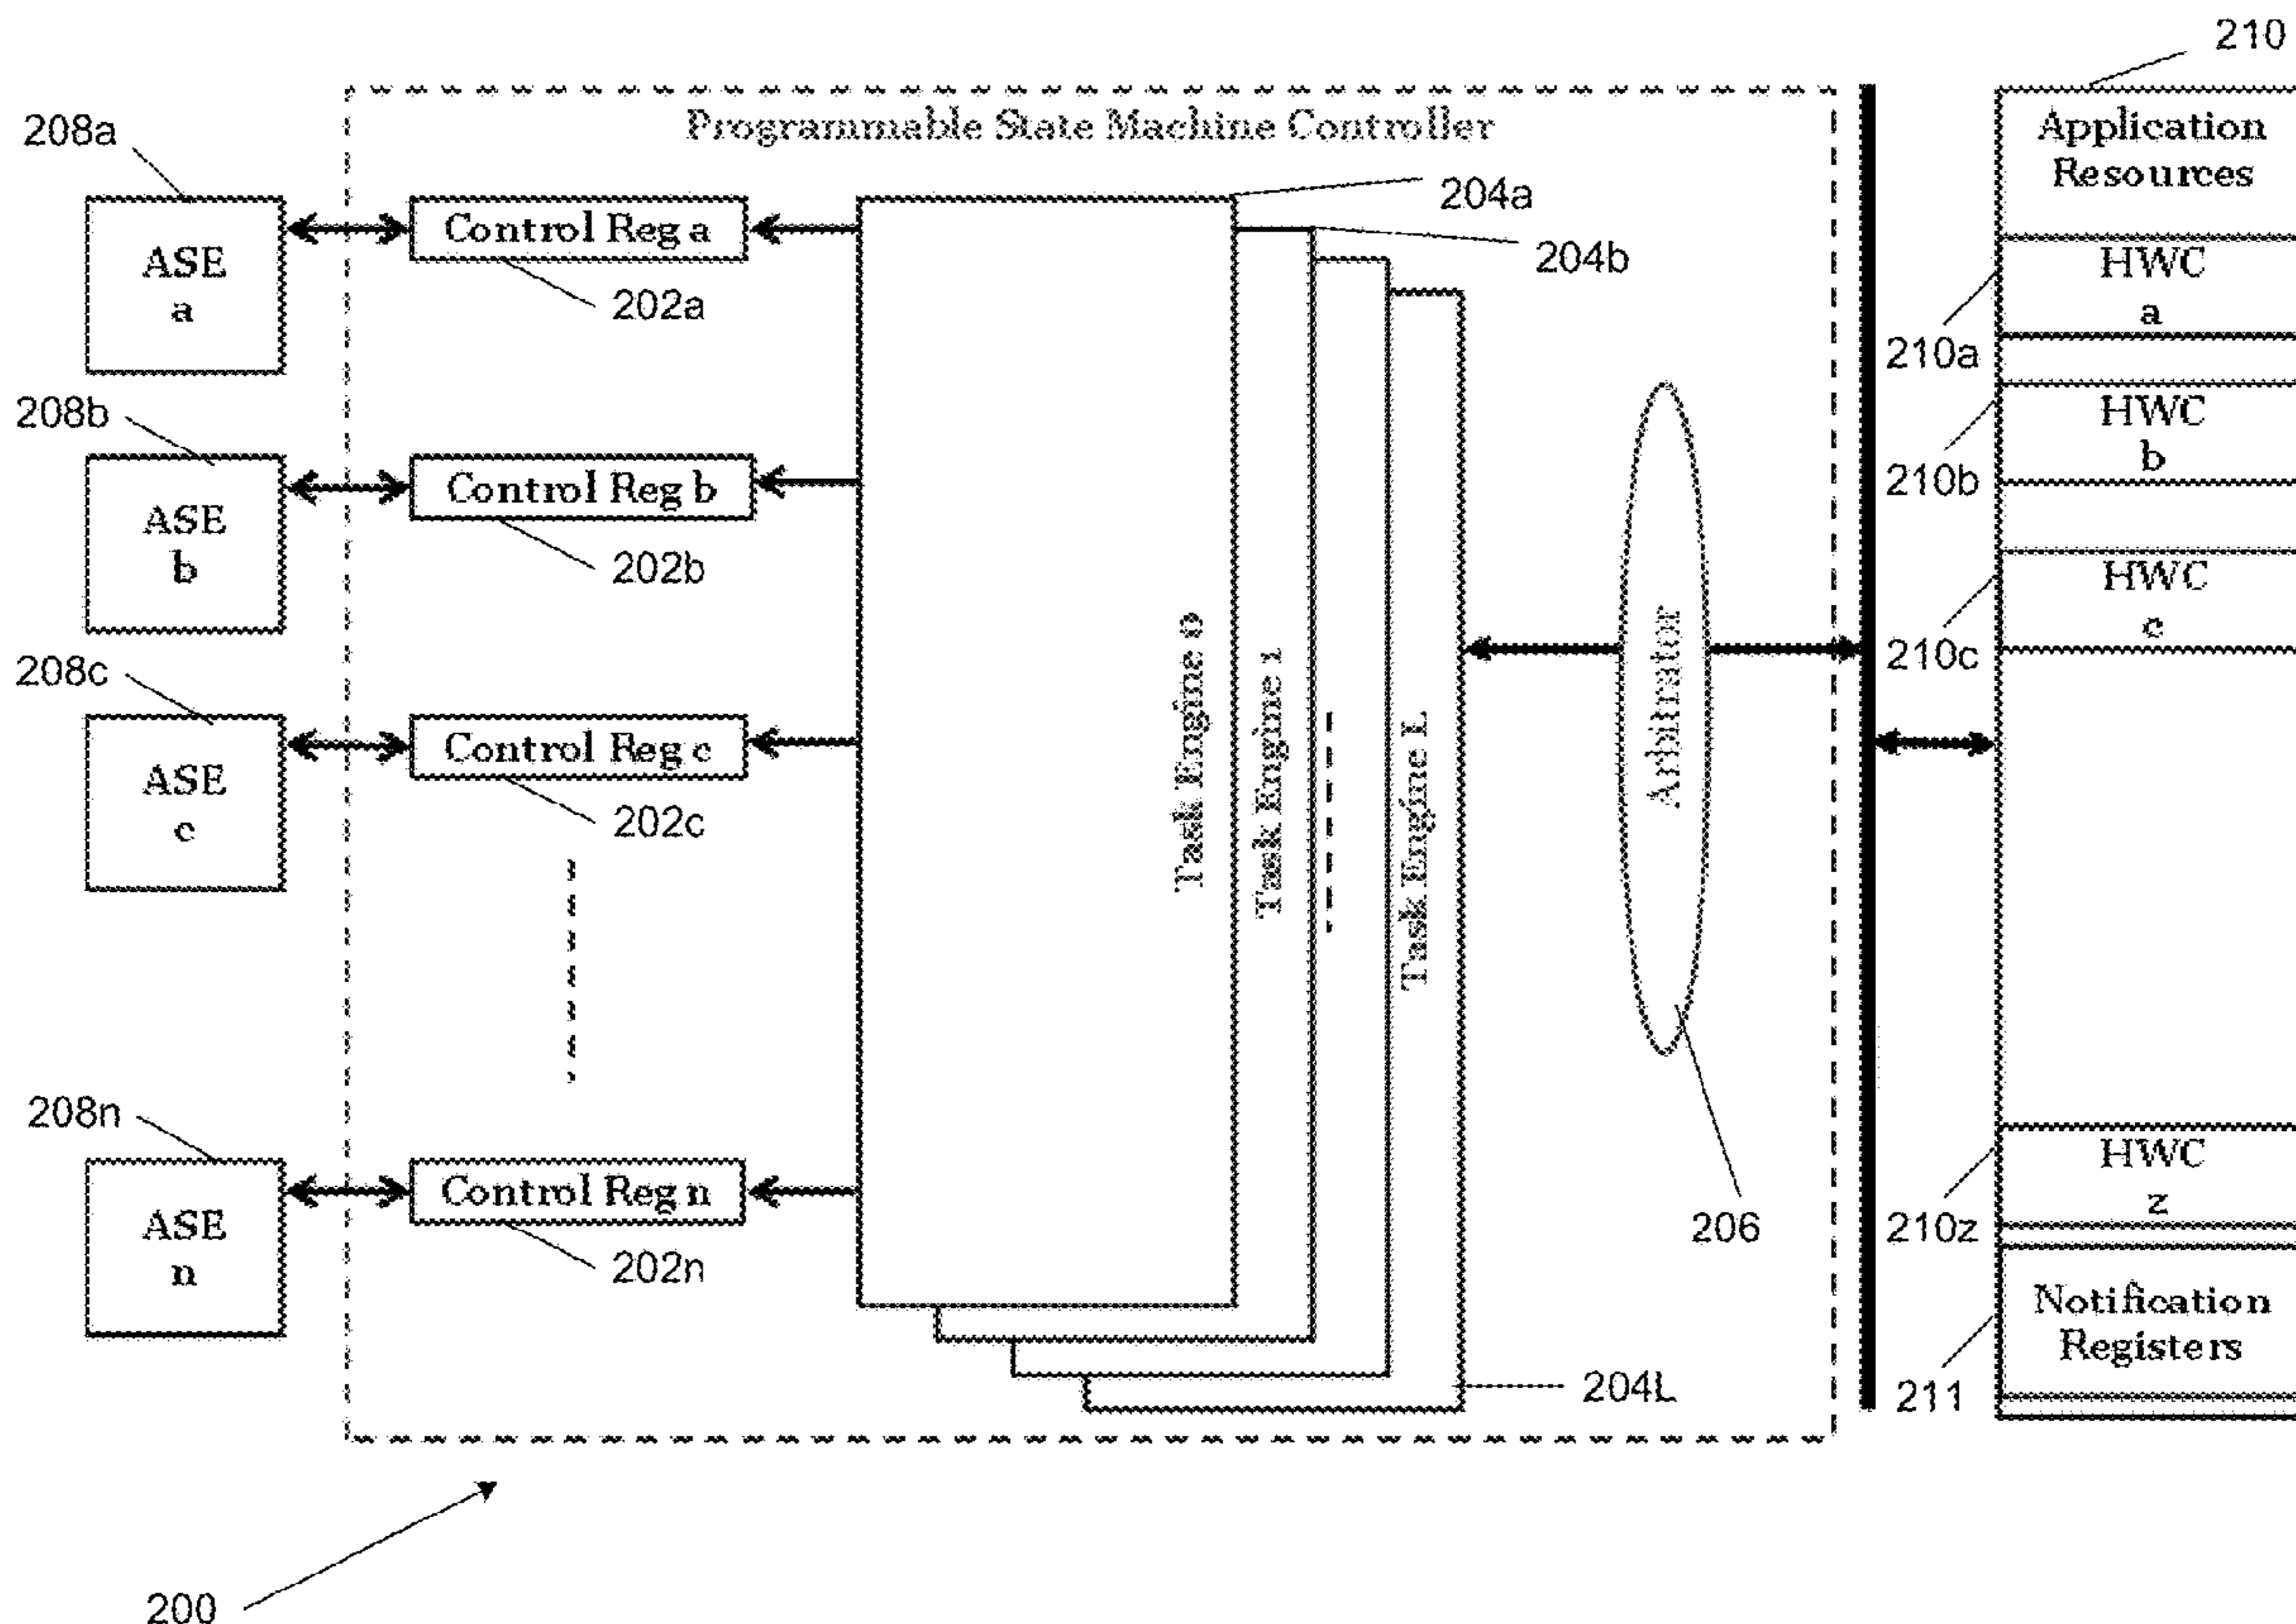 210
Programmable State Machine Controller
Application
Resources
208a
ASE
a
Control Reg a
202a
204a
204b
HWC
a
210a
208b
ASE
b
Control Reg b
202b
HWC
b
210b
HWC
c
210c
208c
ASE
c
Control Reg c
202c
Task Engine 0
Task Engine 1
Task Engine L
Arbitrator
206
208n
ASE
n
Control Reg n
202n
HWC
z
210z
Notification
Registers
211
204L
200